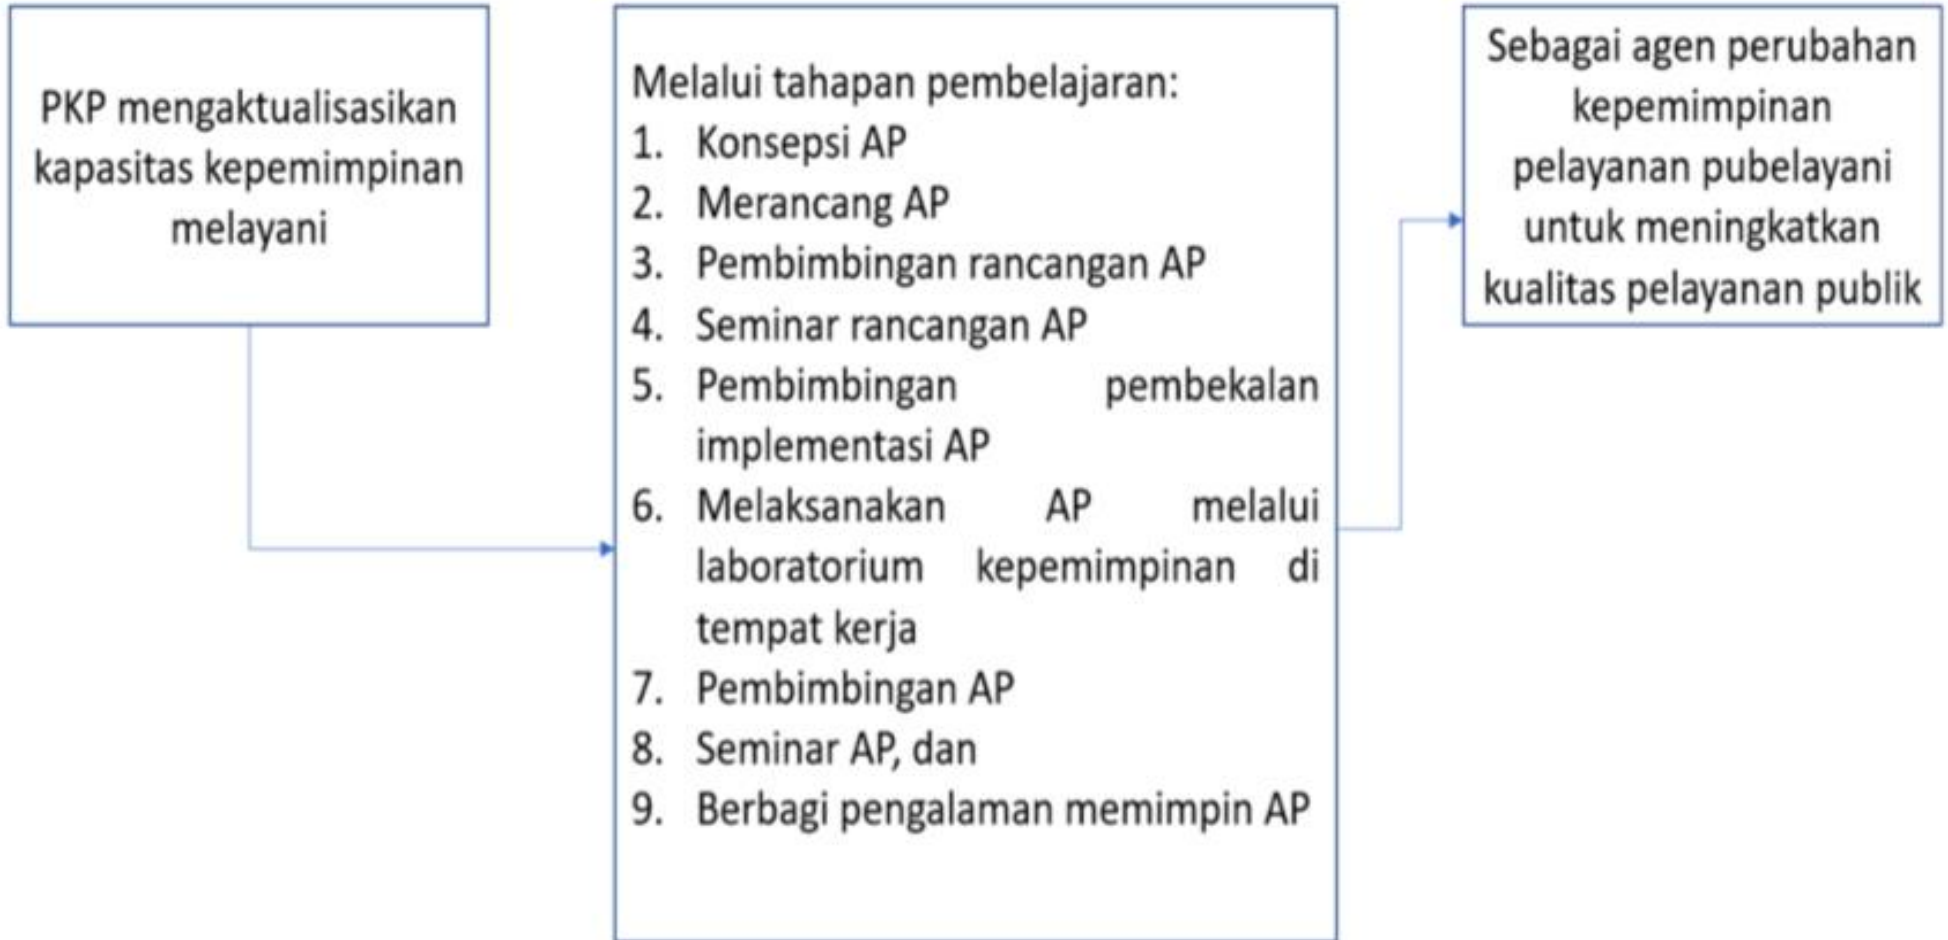 PKP mengaktualisasikan
kapasitas kepemimpinan
melayani
Melalui tahapan pembelajaran:
1. Konsepsi AP
2. Merancang AP
3. Pembimbingan rancangan AP
4. Seminar rancangan AP
5. Pembimbingan pembekalan
implementasi AP
6. Melaksanakan AP melalui
laboratorium kepemimpinan di
tempat kerja
7. Pembimbingan AP
8. Seminar AP, dan
9. Berbagi pengalaman memimpin AP
Sebagai agen perubahan
kepemimpinan
pelayanan pubelayani
untuk meningkatkan
kualitas pelayanan publik